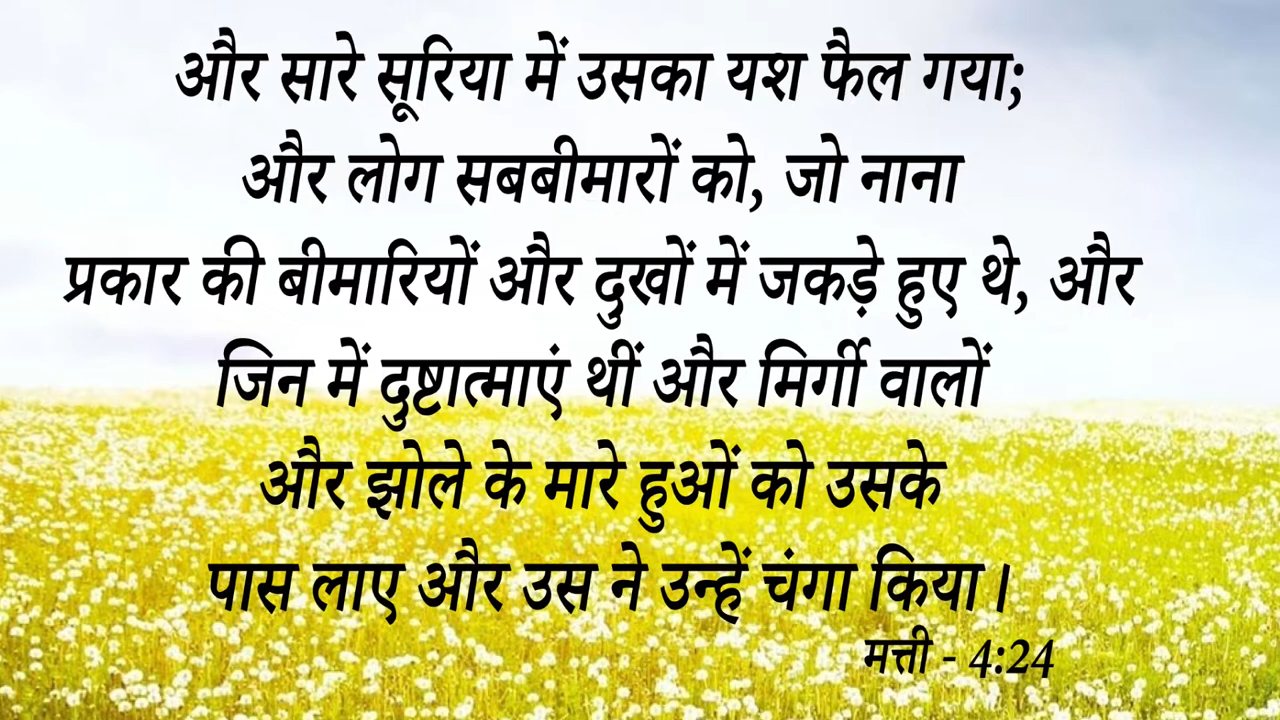 और सारे सूरिया में उसका यश फैल गया;
और लोग सबबीमारों को, जो नाना
प्रकार की बीमारियों और दुखों में जकड़े हुए थे, और
जिन में दुष्टात्माएं थीं और मिर्गी वालों
और झोले के मारे हुओं को उसके
पास लाए और उस ने उन्हें चंगा किया।
मत्ती - 4:24